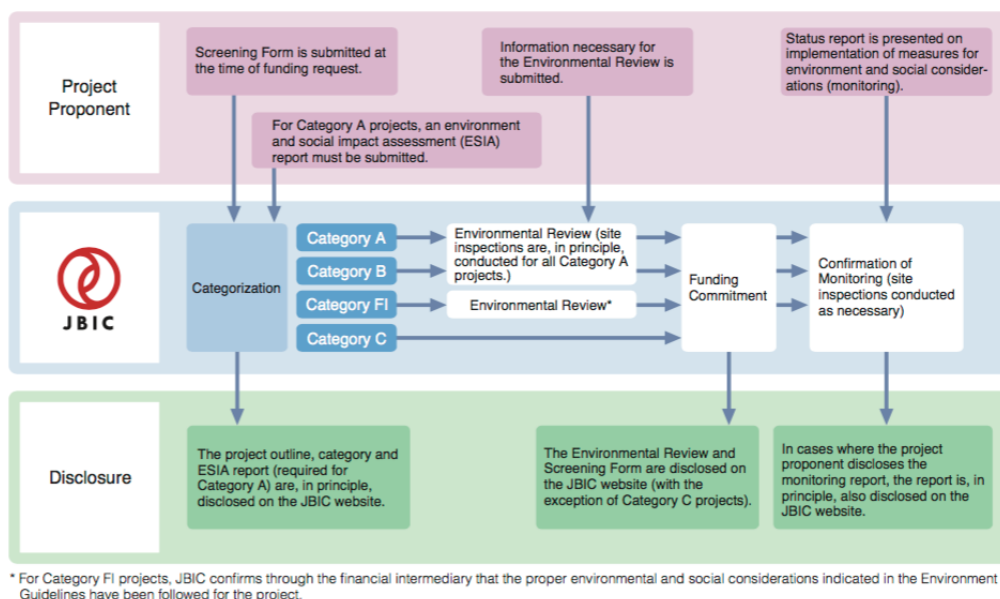 Project
Proponent
Screening Form is submitted at
the time of funding request.
For Category A projects, an environment
and social impact assessment (ESIA)
report must be submitted.
Information necessary for
the Environmental Review is
submitted.
Status report is presented on
implementation of measures for
environment and social consider-
ations (monitoring).
JBIC
Categorization
Category A
Category B
Category FI
Category C
Environmental Review (site
inspections are, in principle,
conducted for all Category A
projects.)
Environmental Review*
Funding
Commitment
Confirmation of
Monitoring (site
inspections conducted
as necessary)
Disclosure
The project outline, category and
ESIA report (required for
Category A) are, in principle,
disclosed on the JBIC website.
The Environmental Review and
Screening Form are disclosed on
the JBIC website (with the
exception of Category C projects).
In cases where the project
proponent discloses the
monitoring report, the report is, in
principle, also disclosed on the
JBIC website.
* For Category FI projects, JBIC confirms through the financial intermediary that the proper environmental and social considerations indicated in the Environment
Guidelines have been followed for the project.